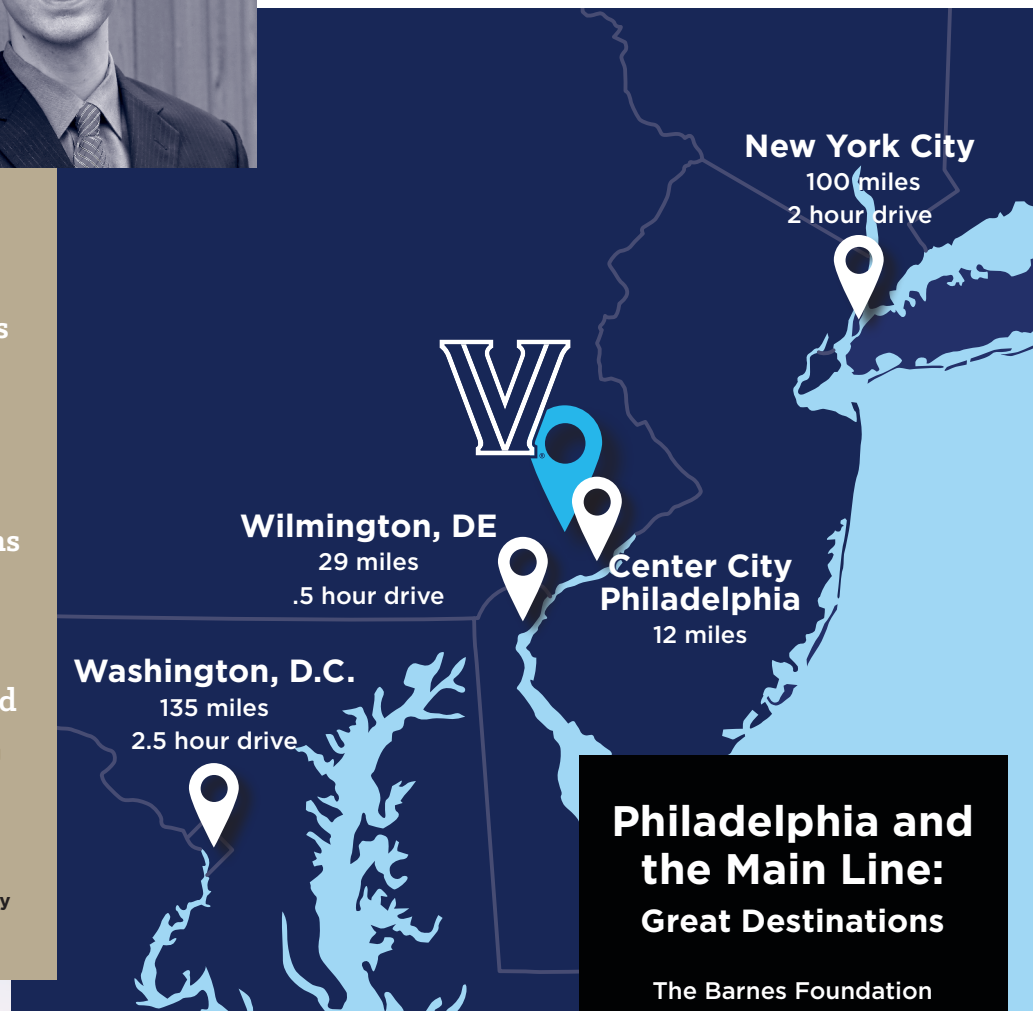 New York City
100 miles
2 hour drive
V
Wilmington, DE
29 miles
.5 hour drive
Center City
Philadelphia
12 miles
Washington, D.C.
135 miles
2.5 hour drive
Philadelphia and
the Main Line:
Great Destinations
The Barnes Foundation